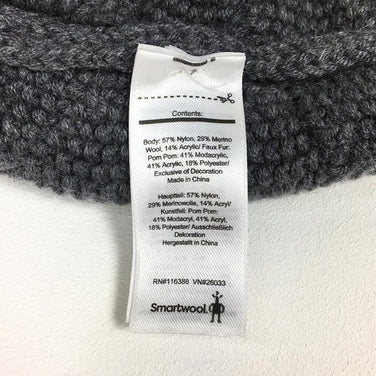 Contents:
Body: 57% Nylon, 29% Merino
Wool, 14% Acrylic/ Faux Fur:
Pom Pom: 41% Modacrylic,
41% Acrylic, 18% Polyester/
Exclusive of Decoration
Made in China
Hauptteil: 57% Nylon,
29% Merinowolle, 14% Acryl/
Kunstfell: Pom Pom:
41% Modacryl, 41% Acryl,
18% Polyester/ Ausschließlich
Dekoration
Hergestellt in China
RN#116388 VN#26033
Smartwool